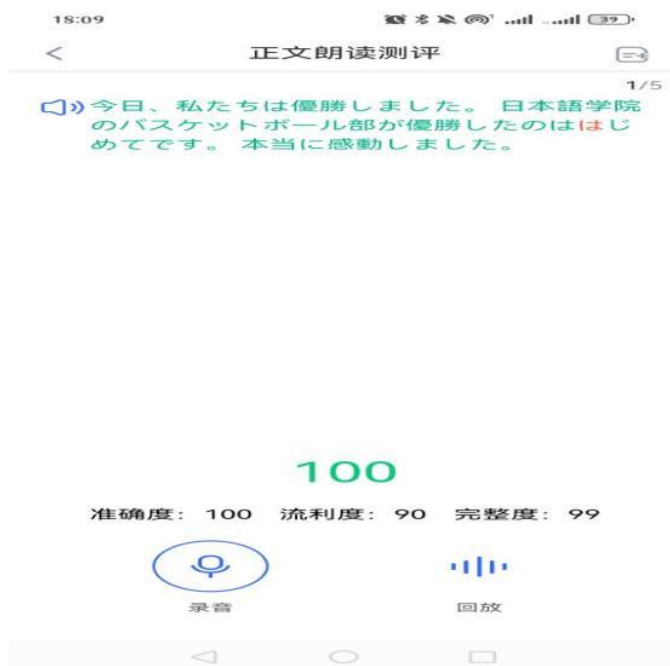 18:09
39
正文朗读测评
1/5
今日、私たちは優勝しました。 日本語学院
のバスケットボール部が優勝したのははじ
めてです。 本当に感動しました。
100
准确度: 100 流利度: 90 完整度: 99
录音 回放